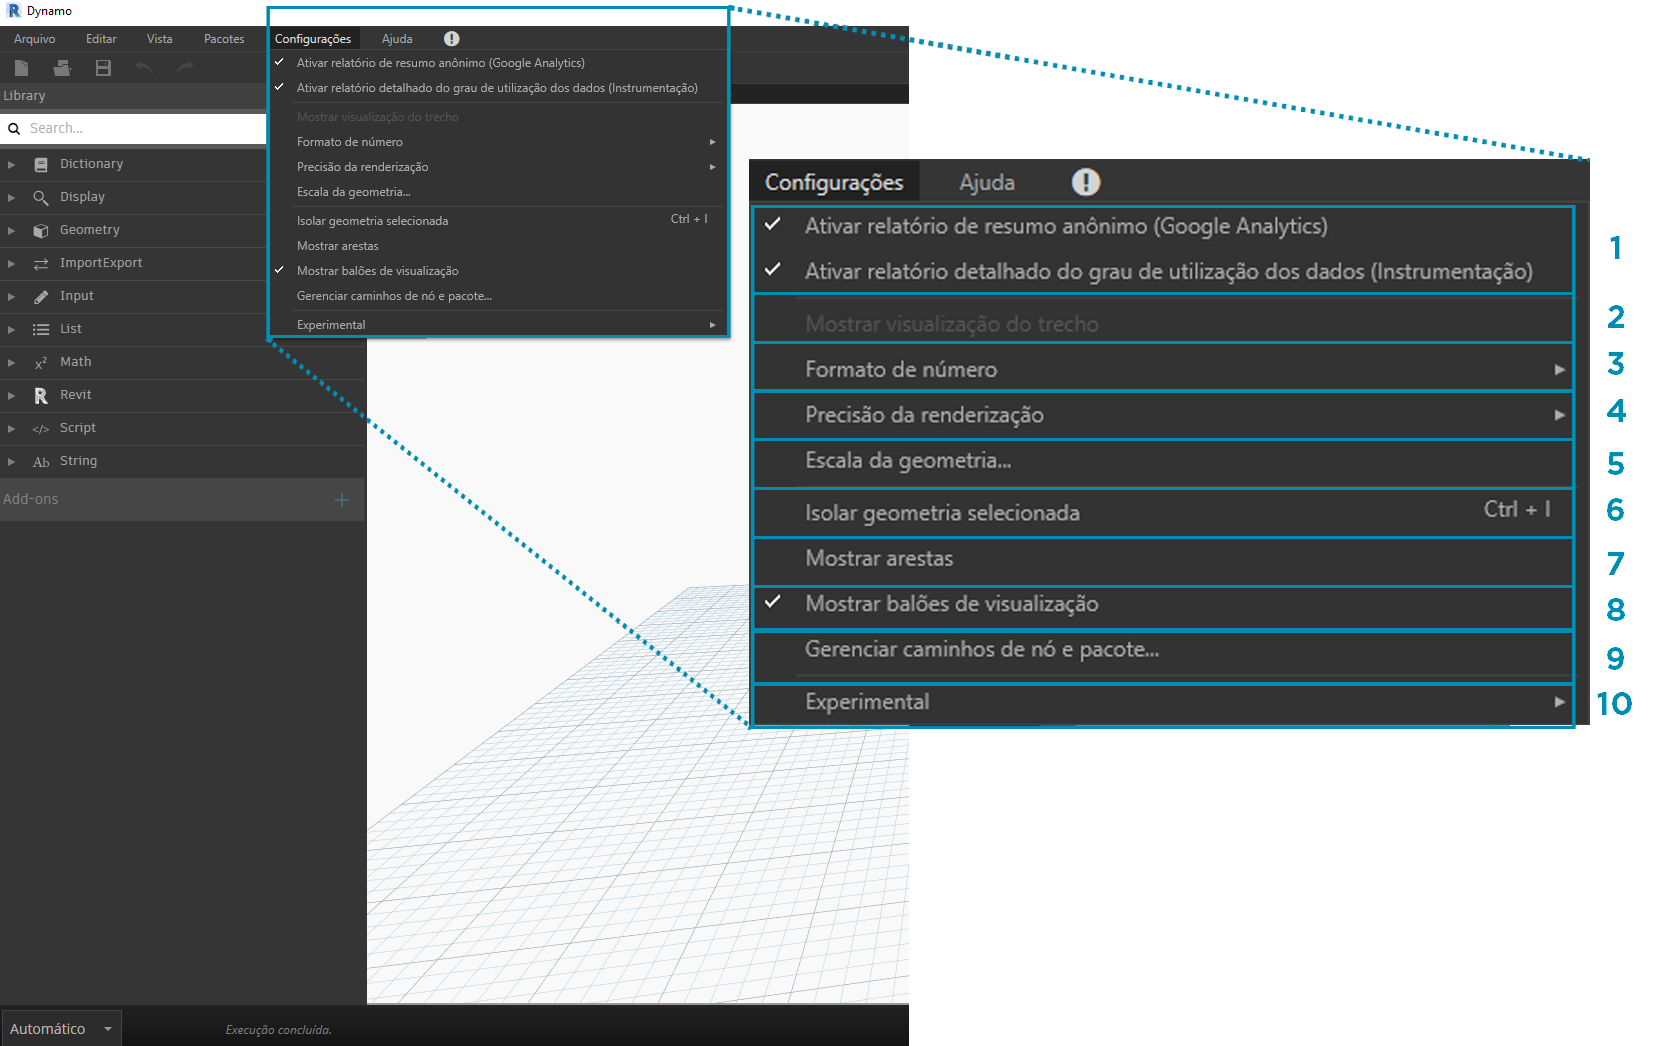 Dynamo
Arquivo Editar Vista Pacotes Configurações Ajuda
Ativar relatório de resumo anônimo (Google Analytics)
Ativar relatório detalhado do grau de utilização dos dados (Instrumentação)
Mostrar visualização do trecho
Formato de número
Precisão da renderização
Escala da geometria...
Isolar geometria selecionada Ctrl + I
Mostrar arestas
Mostrar balões de visualização
Gerenciar caminhos de nó e pacote...
Experimental
Library
Search...
Dictionary
Display
Geometry
ImportExport
Input
List
Math
Revit
Script
String
Add-ons
Automático
Execução concluída.
Configurações Ajuda
Ativar relatório de resumo anônimo (Google Analytics)
1
Ativar relatório detalhado do grau de utilização dos dados (Instrumentação)
Mostrar visualização do trecho 2
Formato de número 3
Precisão da renderização 4
Escala da geometria... 5
Isolar geometria selecionada Ctrl + I 6
Mostrar arestas 7
Mostrar balões de visualização 8
Gerenciar caminhos de nó e pacote... 9
Experimental 10